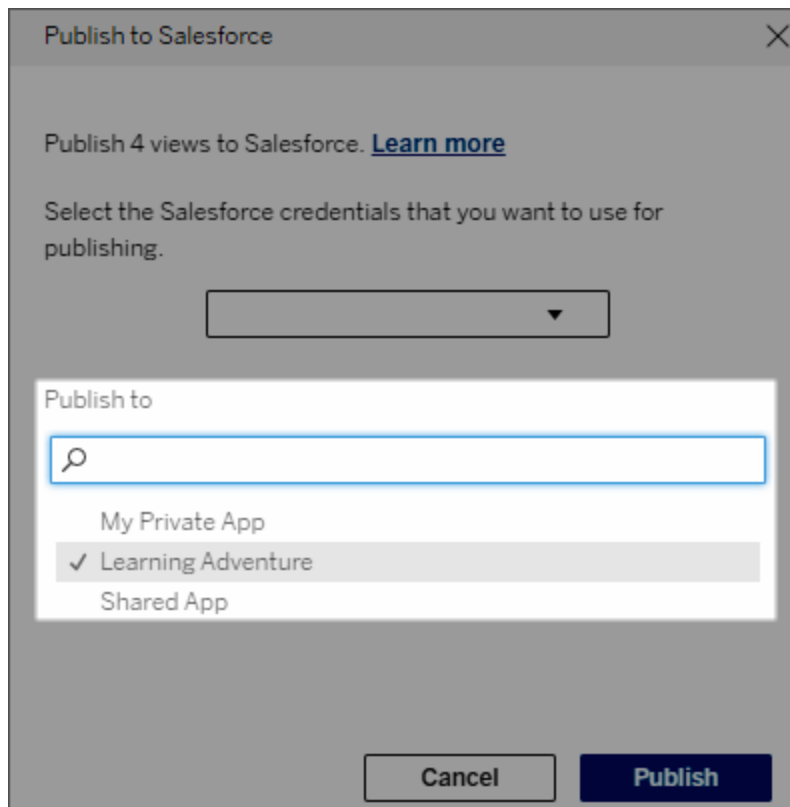 Publish to Salesforce
Publish 4 views to Salesforce. Learn more
Select the Salesforce credentials that you want to use for
publishing.
Publish to
My Private App
Learning Adventure
Shared App
Cancel
Publish